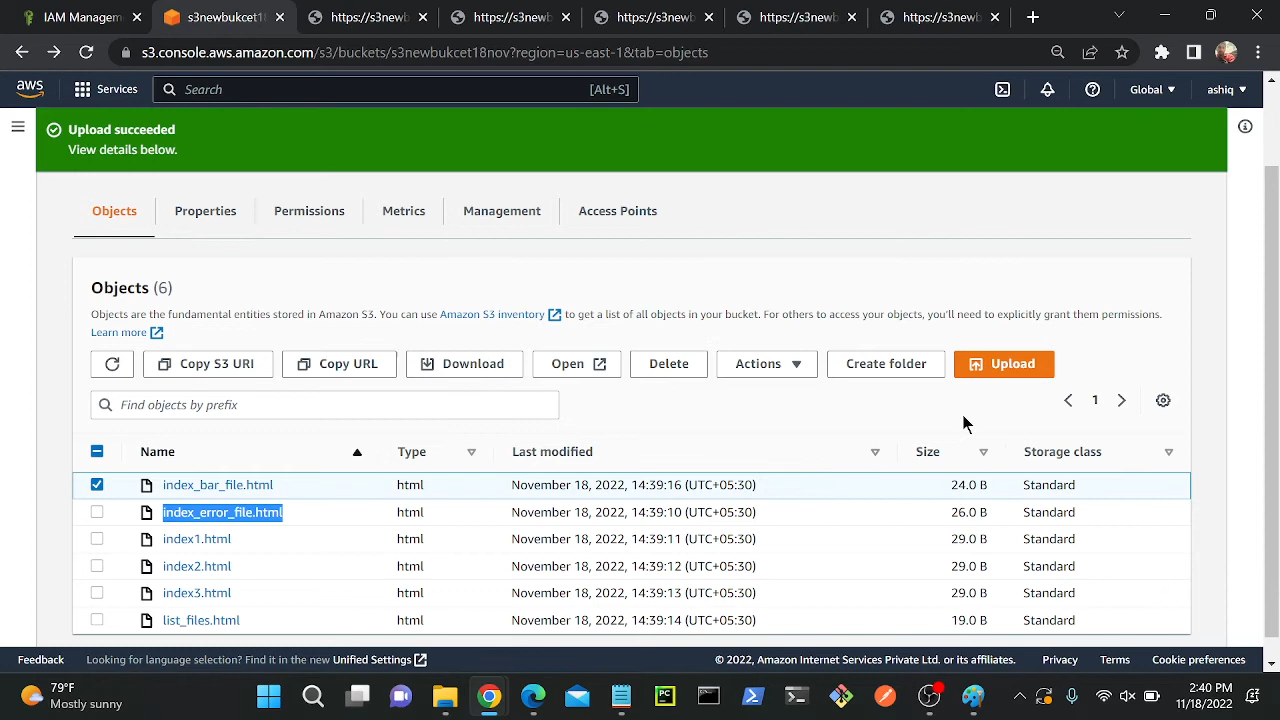 IAM Manageme
s3newbucket1
https://s3newb
https://s3newb
https://s3newb
https://s3newb
https://s3newb
s3.console.aws.amazon.com/s3/buckets/s3newbukcet18nov?region=us-east-1&tab=objects
aws Services Search [Alt+S] Global ashiq
Upload succeeded
View details below.
Objects Properties Permissions Metrics Management Access Points
Objects (6)
Objects are the fundamental entities stored in Amazon S3. You can use Amazon S3 inventory to get a list of all objects in your bucket. For others to access your objects, you'll need to explicitly grant them permissions.
Learn more
Copy S3 URI Copy URL Download Open Delete Actions Create folder Upload
Find objects by prefix 1
Name Type Last modified Size Storage class
index_bar_file.html html November 18, 2022, 14:39:16 (UTC+05:30) 24.0 B Standard
index_error_file.html html November 18, 2022, 14:39:10 (UTC+05:30) 26.0 B Standard
index1.html html November 18, 2022, 14:39:11 (UTC+05:30) 29.0 B Standard
index2.html html November 18, 2022, 14:39:12 (UTC+05:30) 29.0 B Standard
index3.html html November 18, 2022, 14:39:13 (UTC+05:30) 29.0 B Standard
list_files.html html November 18, 2022, 14:39:14 (UTC+05:30) 19.0 B Standard
Feedback Looking for language selection? Find it in the new Unified Settings © 2022, Amazon Internet Services Private Ltd. or its affiliates. Privacy Terms Cookie preferences
79°F
Mostly sunny
PC
2:40 PM
11/18/2022